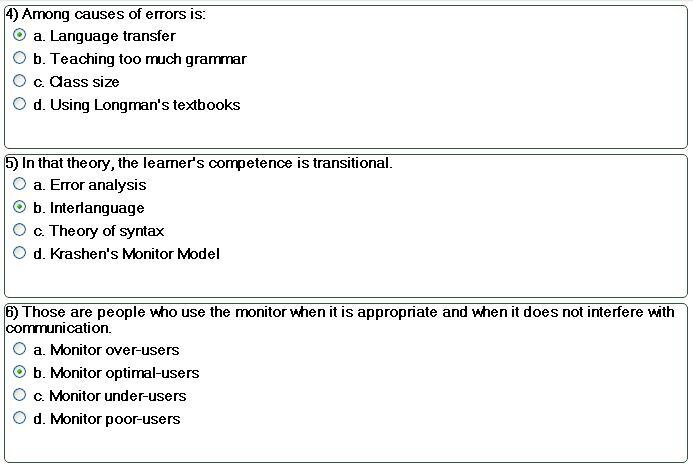 4) Among causes of errors is:
a. Language transfer
b. Teaching too much grammar
c. Class size
d. Using Longman's textbooks
5) In that theory, the learner's competence is transitional.
a. Error analysis
b. Interlanguage
c. Theory of syntax
d. Krashen's Monitor Model
6) Those are people who use the monitor when it is appropriate and when it does not interfere with
communication.
a. Monitor over-users
b. Monitor optimal-users
c. Monitor under-users
d. Monitor poor-users